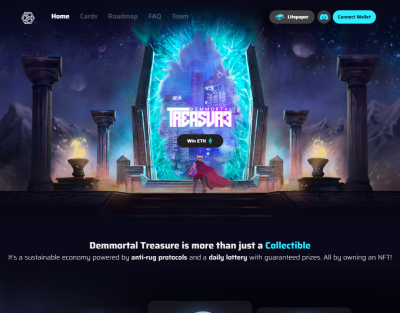 Home Cards Roadmap FAQ Team Litepaper Connect Wallet
DEMMORTAL
TREASURE
Win ETH
Demmortal Treasure is more than just a Collectible
It's a sustainable economy powered by anti-rug protocols and a daily lottery with guaranteed prizes. All by owning an NFT!